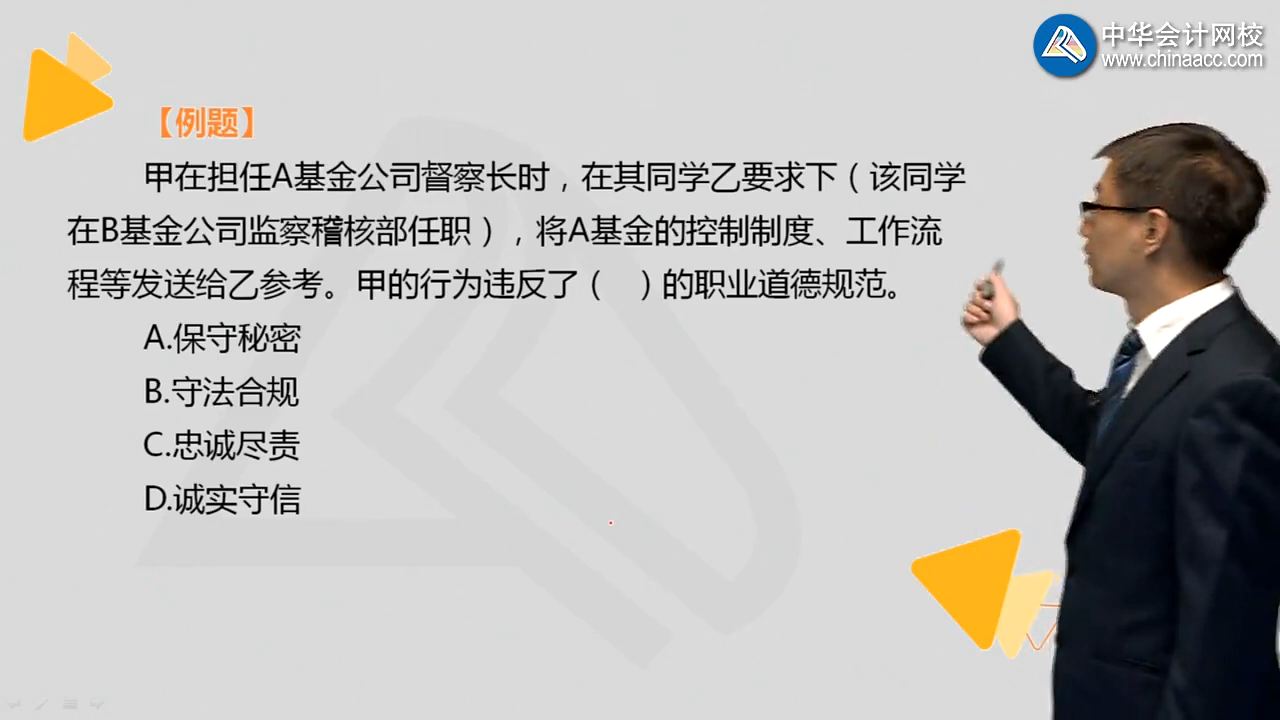 中华会计网校
www.chinaacc.com
【例题】
甲在担任A基金公司督察长时，在其同学乙要求下（该同学
在B基金公司监察稽核部任职），将A基金的控制制度、工作流
程等发送给乙参考。甲的行为违反了（　）的职业道德规范。
A.保守秘密
B.守法合规
C.忠诚尽责
D.诚实守信